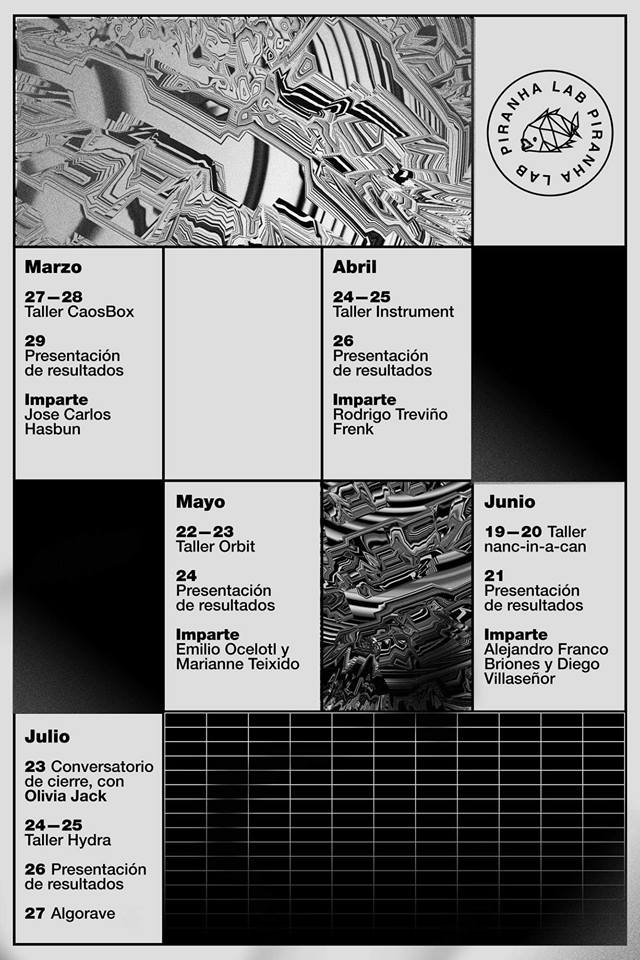 PIRANHA LAB PIRANHA LAB
Marzo
27—28
Taller CaosBox
29
Presentación
de resultados
Imparte
Jose Carlos
Hasbun
Abril
24—25
Taller Instrument
26
Presentación
de resultados
Imparte
Rodrigo Treviño
Frenk
Mayo
22—23
Taller Orbit
24
Presentación
de resultados
Imparte
Emilio Ocelotl y
Marianne Teixido
Junio
19—20 Taller
nanc-in-a-can
21
Presentación
de resultados
Imparte
Alejandro Franco
Briones y Diego
Villaseñor
Julio
23 Conversatorio
de cierre, con
Olivia Jack
24—25
Taller Hydra
26 Presentación
de resultados
27 Algorave